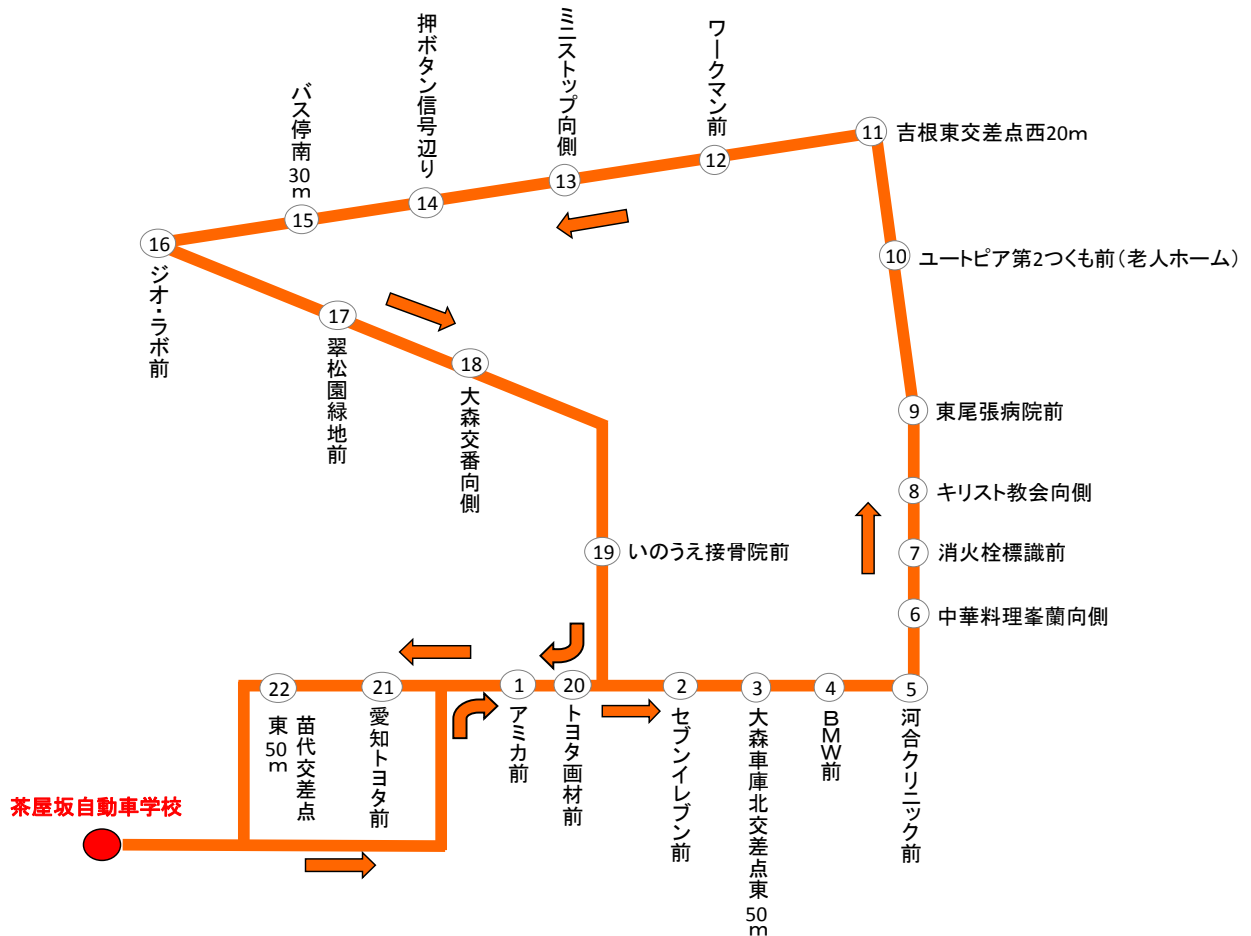 茶屋坂自動車学校
1
アミカ前
2
セブンイレブン前
3
大森車庫北交差点東50m
4
BMW前
5
河合クリニック前
6
中華料理峯蘭向側
7
消火栓標識前
8
キリスト教会向側
9
東尾張病院前
10
ユートピア第2つくも前(老人ホーム)
11
吉根東交差点西20m
12
ワークマン前
13
ミニストップ向側
14
押ボタン信号辺り
15
バス停南30m
16
ジオ・ラボ前
17
翠松園緑地前
18
大森交番向側
19
いのうえ接骨院前
20
トヨタ画材前
21
愛知トヨタ前
22
苗代交差点
東50m